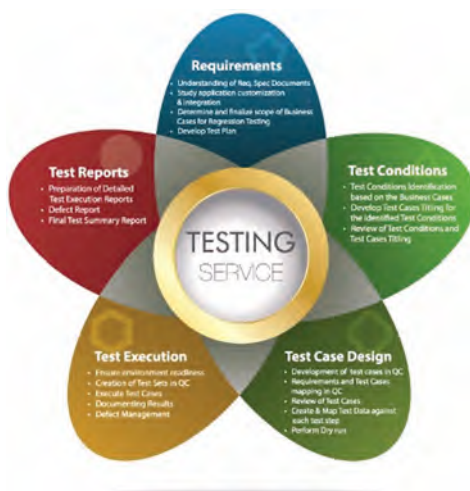 Requirements
• Understanding of Req. Spec Documents
• Study application customization
& integration
• Determine and finalize scope of Business
Cases for Regression Testing
• Develop Test Plan
Test Conditions
• Test Conditions Identification
based on the Business Cases
• Develop Test Cases Titling for
the identified Test Conditions
• Review of Test Conditions and
Test Cases Titling
Test Case Design
• Development of test cases in QC
• Requirements and Test Cases
mapping in QC
• Review of Test Cases
• Create & Map Test Data against
each test step
• Perform Dry run
Test Execution
• Ensure environment readiness
• Creation of Test Sets in QC
• Execute Test Cases
• Documenting Results
• Defect Management
Test Reports
• Preparation of Detailed
Test Execution Reports
• Defect Report
• Final Test Summary Report
TESTING
SERVICE